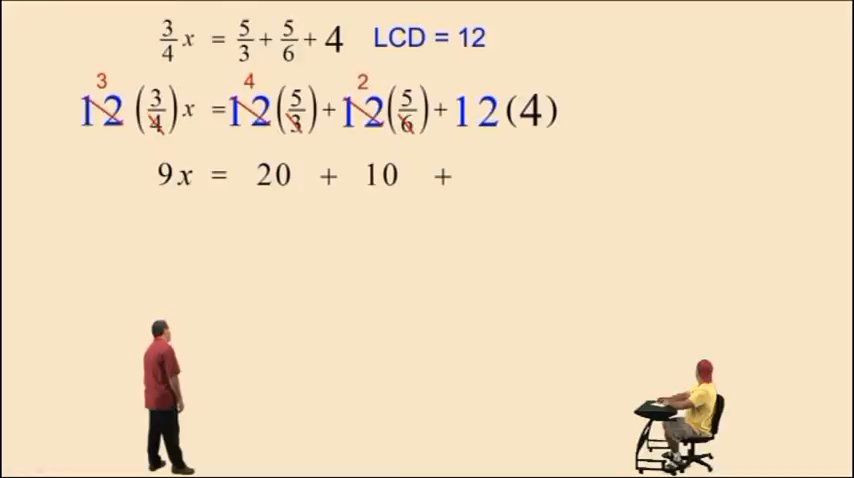 3/4 x = 5/3 + 5/6 + 4 LCD = 12
3 4 2
12 (3/4) x = 12 (5/3) + 12 (5/6) + 12 (4)
9x = 20 + 10 +